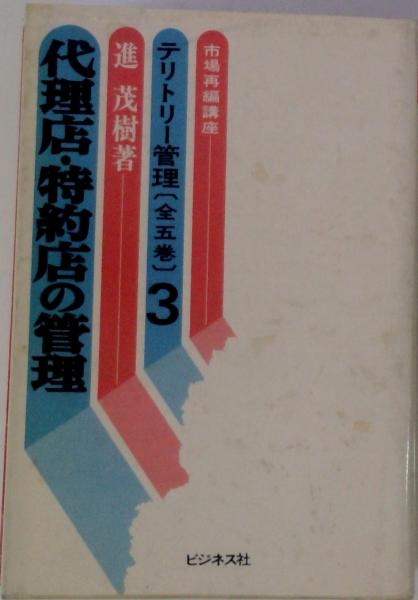 市場再編講座
テリトリー管理〔全五巻〕3
進 茂樹著
代理店・特約店の管理
ビジネス社